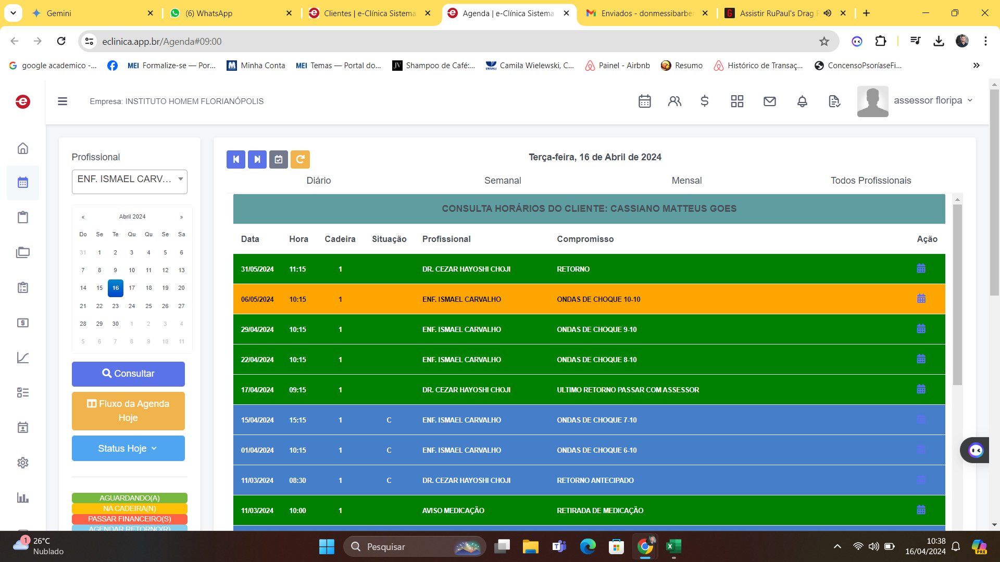 Gemini
(6) WhatsApp
Clientes | e-Clínica Sistema
Agenda | e-Clínica Sistema
Enviados - donmessibarber
Assistir RuPaul's Drag
eclinica.app.br/Agenda#09:00
google academico -...
MEI Formalize-se — Por...
Minha Conta
MEI Temas — Portal do...
JV Shampoo de Café:...
Camila Wielewski, C...
Painel - Airbnb
Resumo
Histórico de Transaç...
ConcensoPsoríaseFi...
Empresa: INSTITUTO HOMEM FLORIANÓPOLIS
assessor floripa
Profissional
ENF. ISMAEL CARV...
« Abril 2024 »
Do Se Te Qu Qu Se Sa
31 1 2 3 4 5 6
7 8 9 10 11 12 13
14 15 16 17 18 19 20
21 22 23 24 25 26 27
28 29 30 1 2 3 4
5 6 7 8 9 10 11
Consultar
Fluxo da Agenda
Hoje
Status Hoje
AGUARDANDO(A)
NA CADEIRA(N)
PASSAR FINANCEIRO(S)
AGENDAR RETORNO(R)
Terça-feira, 16 de Abril de 2024
Diário Semanal Mensal Todos Profissionais
CONSULTA HORÁRIOS DO CLIENTE: CASSIANO MATTEUS GOES
Data Hora Cadeira Situação Profissional Compromisso Ação
31/05/2024 11:15 1 DR. CEZAR HAYOSHI CHOJI RETORNO
06/05/2024 10:15 1 ENF. ISMAEL CARVALHO ONDAS DE CHOQUE 10-10
29/04/2024 10:15 1 ENF. ISMAEL CARVALHO ONDAS DE CHOQUE 9-10
22/04/2024 10:15 1 ENF. ISMAEL CARVALHO ONDAS DE CHOQUE 8-10
17/04/2024 09:15 1 DR. CEZAR HAYOSHI CHOJI ULTIMO RETORNO PASSAR COM ASSESSOR
15/04/2024 15:15 1 C ENF. ISMAEL CARVALHO ONDAS DE CHOQUE 7-10
01/04/2024 10:15 1 C ENF. ISMAEL CARVALHO ONDAS DE CHOQUE 6-10
11/03/2024 08:30 1 C DR. CEZAR HAYOSHI CHOJI RETORNO ANTECIPADO
11/03/2024 10:00 1 AVISO MEDICAÇÃO RETIRADA DE MEDICAÇÃO
1
26°C
Nublado
Pesquisar
10:38
16/04/2024
PRE